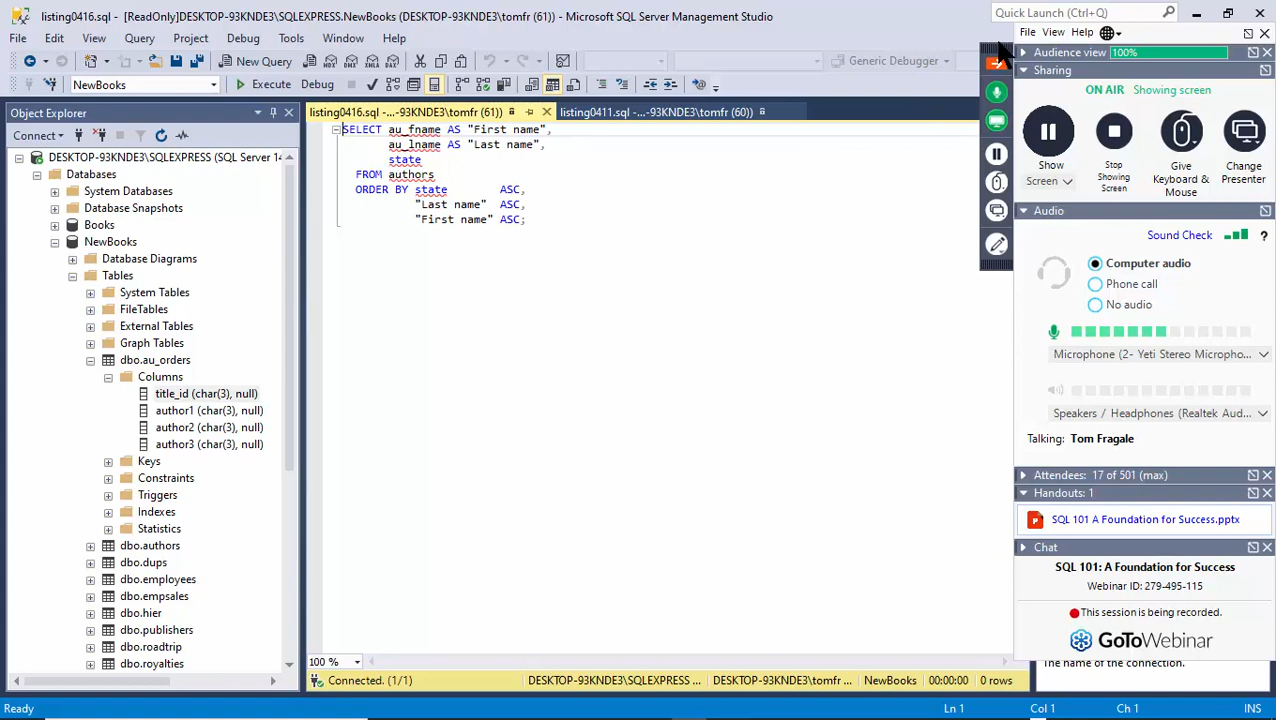 listing0416.sql - [ReadOnly]DESKTOP-93KNDE3\SQLEXPRESS.NewBooks (DESKTOP-93KNDE3\tomfr (61))* - Microsoft SQL Server Management Studio
Quick Launch (Ctrl+Q)
File Edit View Query Project Debug Tools Window Help
File View Help
New Query
Generic Debugger
NewBooks
Execute Debug
Object Explorer
Connect
DESKTOP-93KNDE3\SQLEXPRESS (SQL Server 14
Databases
System Databases
Database Snapshots
Books
NewBooks
Database Diagrams
Tables
System Tables
FileTables
External Tables
Graph Tables
dbo.au_orders
Columns
title_id (char(3), null)
author1 (char(3), null)
author2 (char(3), null)
author3 (char(3), null)
Keys
Constraints
Triggers
Indexes
Statistics
dbo.authors
dbo.dups
dbo.employees
dbo.empsales
dbo.hier
dbo.publishers
dbo.roadtrip
dbo.royalties
listing0416.sql -...-93KNDE3\tomfr (61))*
listing0411.sql -...-93KNDE3\tomfr (60))*
SELECT au_fname AS "First name",
au_lname AS "Last name",
state
FROM authors
ORDER BY state ASC,
"Last name" ASC,
"First name" ASC;
100 %
Connected. (1/1)
DESKTOP-93KNDE3\SQLEXPRESS ... DESKTOP-93KNDE3\tomfr ... NewBooks 00:00:00 0 rows
Ready
Ln 1 Col 1 Ch 1 INS
Audience view 100%
Sharing
ON AIR Showing screen
Show
Screen
Stop
Showing
Screen
Give
Keyboard &
Mouse
Change
Presenter
Audio
Sound Check ?
Computer audio
Phone call
No audio
Microphone (2- Yeti Stereo Micropho...
Speakers / Headphones (Realtek Aud...
Talking: Tom Fragale
Attendees: 17 of 501 (max)
Handouts: 1
SQL 101 A Foundation for Success.pptx
Chat
SQL 101: A Foundation for Success
Webinar ID: 279-495-115
This session is being recorded.
GoToWebinar
The name of the connection.